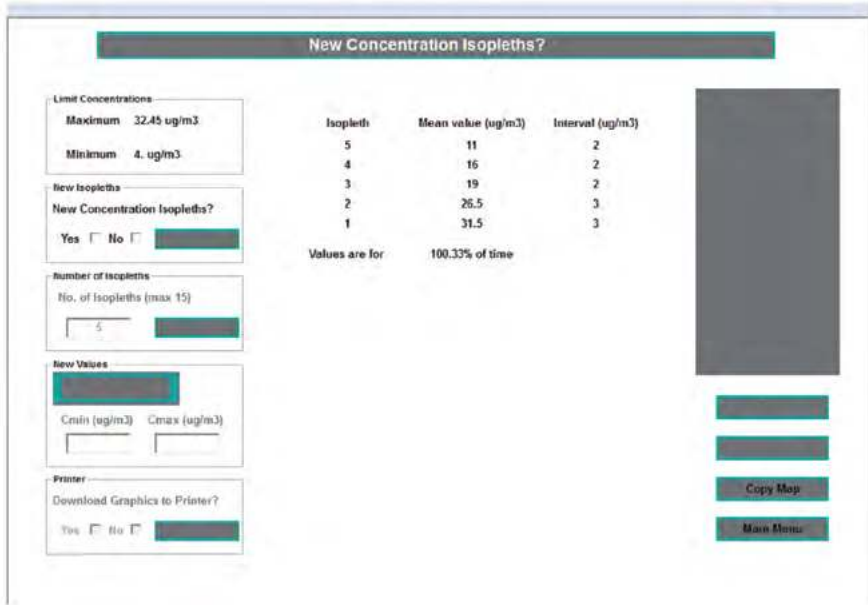 New Concentration Isopleths?
Limit Concentrations
Maximum 32.45 ug/m3
Minimum 4. ug/m3
New Isopleths
New Concentration Isopleths?
Yes No
Number of Isopleths
No. of Isopleths (max 15)
5
New Values
Cmin (ug/m3) Cmax (ug/m3)
Printer
Download Graphics to Printer?
Yes No
Isopleth Mean value (ug/m3) Interval (ug/m3)
5 11 2
4 16 2
3 19 2
2 26.5 3
1 31.5 3
Values are for 100.33% of time
Copy Map
Main Menu